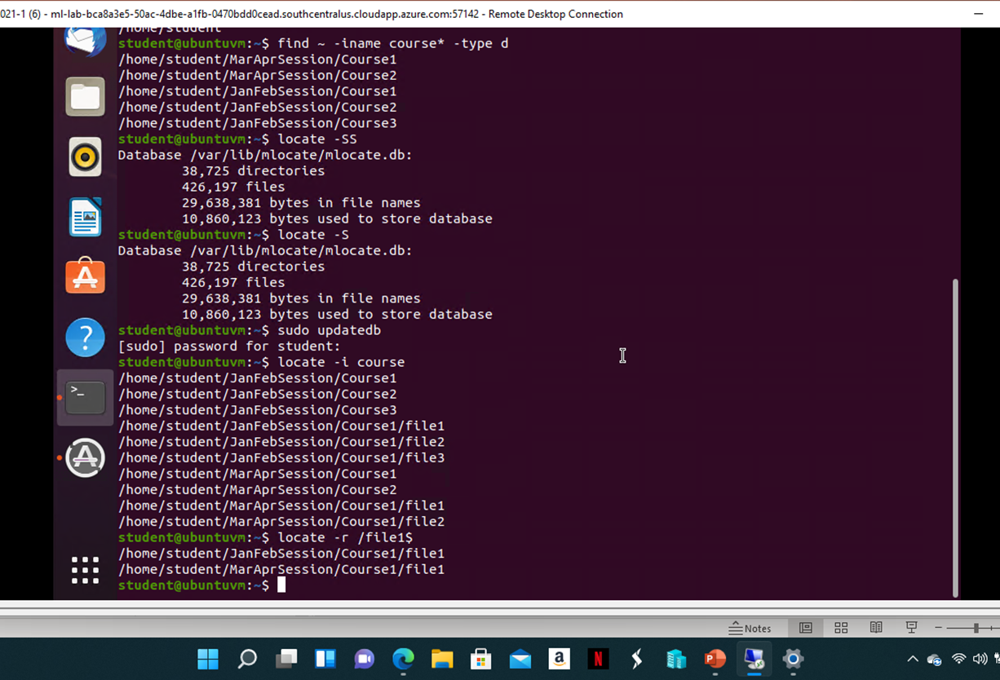 021-1 (6) - ml-lab-bca8a3e5-50ac-4dbe-a1fb-0470bdd0cead.southcentralus.cloudapp.azure.com:57142 - Remote Desktop Connection
/home/student
student@ubuntuvm:~$ find ~ -iname course* -type d
/home/student/MarAprSession/Course1
/home/student/MarAprSession/Course2
/home/student/JanFebSession/Course1
/home/student/JanFebSession/Course2
/home/student/JanFebSession/Course3
student@ubuntuvm:~$ locate -SS
Database /var/lib/mlocate/mlocate.db:
38,725 directories
426,197 files
29,638,381 bytes in file names
10,860,123 bytes used to store database
student@ubuntuvm:~$ locate -S
Database /var/lib/mlocate/mlocate.db:
38,725 directories
426,197 files
29,638,381 bytes in file names
10,860,123 bytes used to store database
student@ubuntuvm:~$ sudo updatedb
[sudo] password for student:
student@ubuntuvm:~$ locate -i course
/home/student/JanFebSession/Course1
/home/student/JanFebSession/Course2
/home/student/JanFebSession/Course3
/home/student/JanFebSession/Course1/file1
/home/student/JanFebSession/Course1/file2
/home/student/JanFebSession/Course1/file3
/home/student/MarAprSession/Course1
/home/student/MarAprSession/Course2
/home/student/MarAprSession/Course1/file1
/home/student/MarAprSession/Course1/file2
student@ubuntuvm:~$ locate -r /file1$
/home/student/JanFebSession/Course1/file1
/home/student/MarAprSession/Course1/file1
student@ubuntuvm:~$
Notes